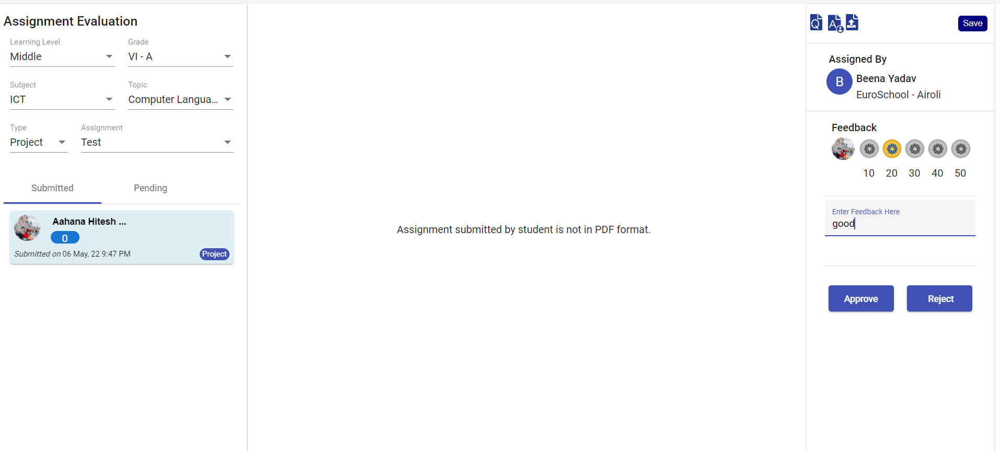 Assignment Evaluation
Learning Level
Grade
Middle
VI - A
Subject
Topic
ICT
Computer Langua...
Type
Assignment
Project
Test
Submitted
Pending
Aahana Hitesh ...
0
Submitted on 06 May, 22 9:47 PM
Project
Assignment submitted by student is not in PDF format.
Q
A
Save
Assigned By
B
Beena Yadav
EuroSchool - Airoli
Feedback
10 20 30 40 50
Enter Feedback Here
good
Approve
Reject